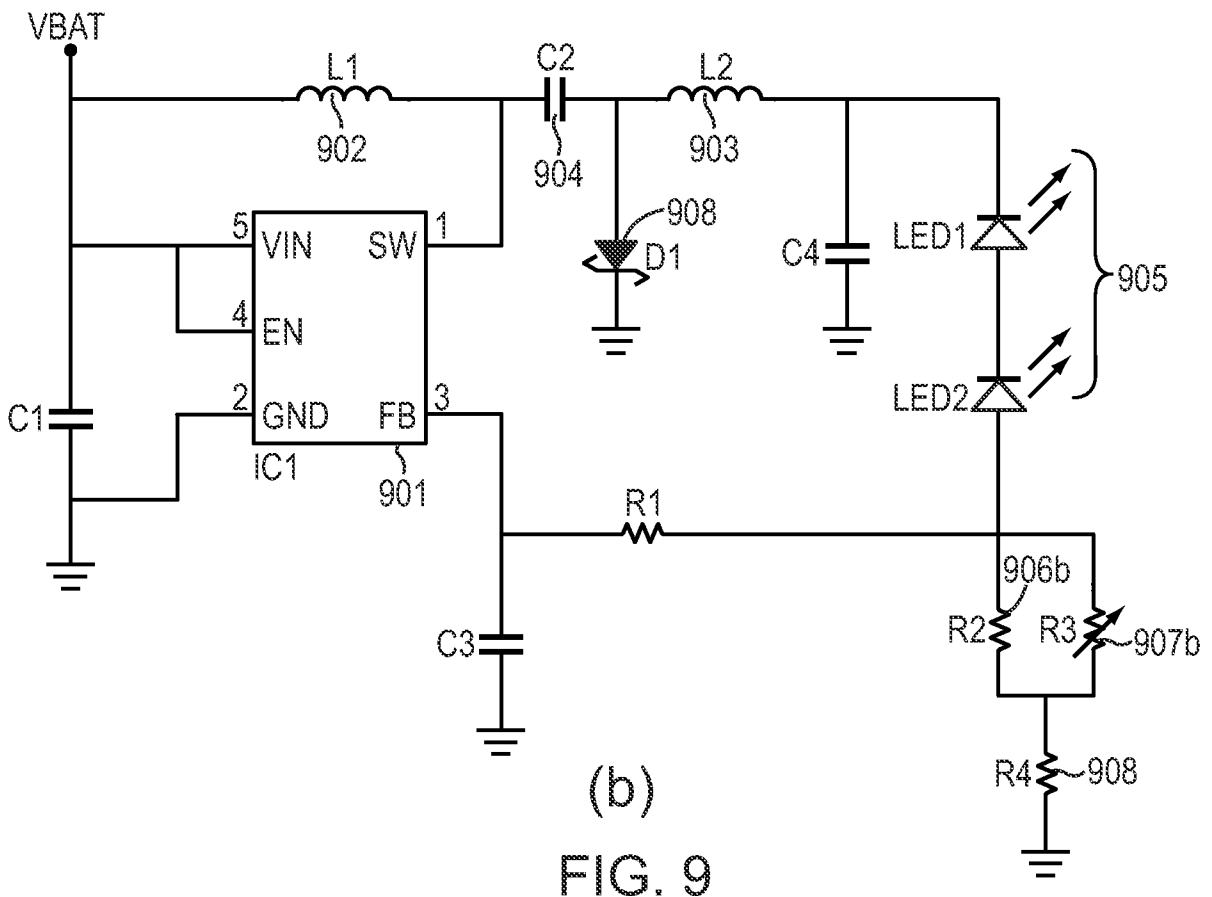 VBAT
L1
902
C2
904
L2
903
908
D1
C4
LED1
LED2
905
5
VIN
SW
1
4
EN
2
GND
FB
3
C1
IC1
901
R1
C3
906b
R2
R3
907b
R4
908
(b)
FIG. 9